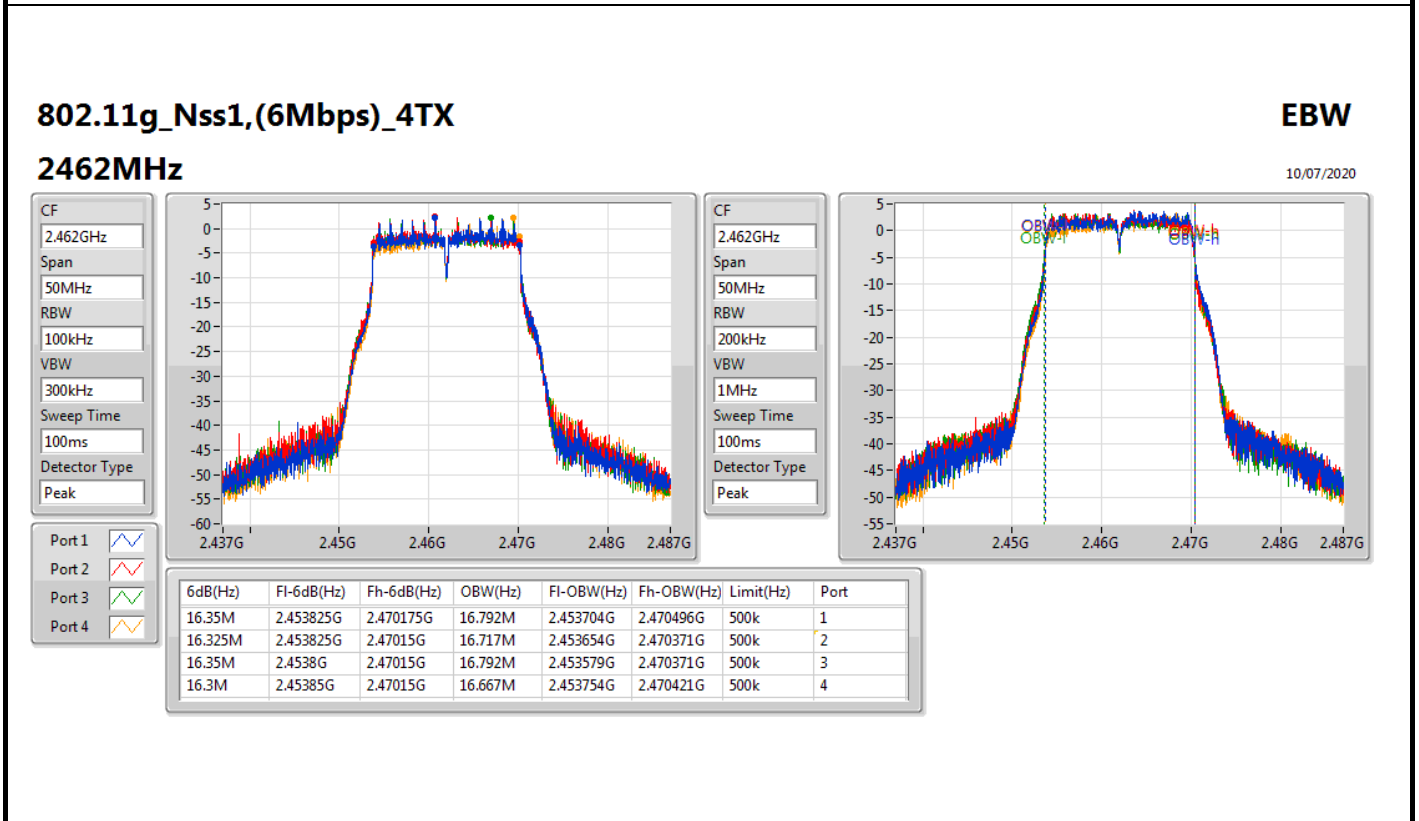 802.11g_Nss1,(6Mbps)_4TX
EBW
2462MHz
10/07/2020
CF
2.462GHz
Span
50MHz
RBW
100kHz
VBW
300kHz
Sweep Time
100ms
Detector Type
Peak
5
0
-5
-10
-15
-20
-25
-30
-35
-40
-45
-50
-55
-60
2.437G 2.45G 2.46G 2.47G 2.48G 2.487G
CF
2.462GHz
Span
50MHz
RBW
200kHz
VBW
1MHz
Sweep Time
100ms
Detector Type
Peak
5
0
-5
-10
-15
-20
-25
-30
-35
-40
-45
-50
-55
OBW-l
OBW-h
OBW-h
2.437G 2.45G 2.46G 2.47G 2.48G 2.487G
Port 1
Port 2
Port 3
Port 4
6dB(Hz) Fl-6dB(Hz) Fh-6dB(Hz) OBW(Hz) Fl-OBW(Hz) Fh-OBW(Hz) Limit(Hz) Port
16.35M 2.453825G 2.470175G 16.792M 2.453704G 2.470496G 500k 1
16.325M 2.453825G 2.47015G 16.717M 2.453654G 2.470371G 500k 2
16.35M 2.4538G 2.47015G 16.792M 2.453579G 2.470371G 500k 3
16.3M 2.45385G 2.47015G 16.667M 2.453754G 2.470421G 500k 4